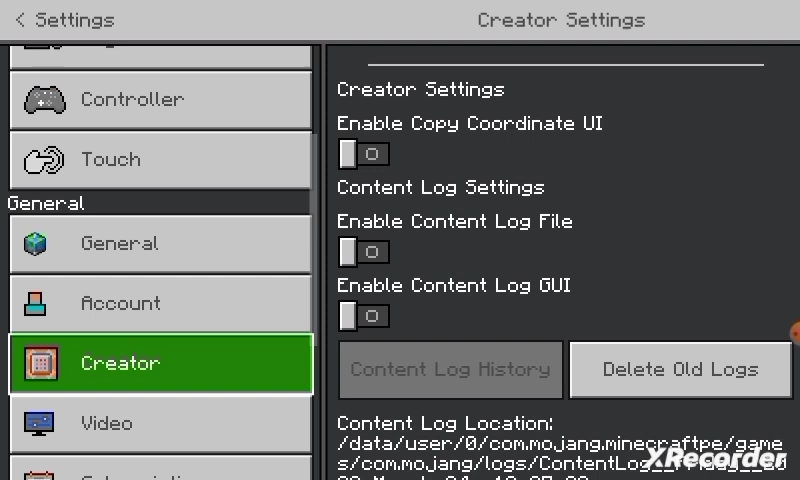 < Settings
Creator Settings
Controller
Touch
General
General
Account
Creator
Video
Creator Settings
Enable Copy Coordinate UI
Content Log Settings
Enable Content Log File
Enable Content Log GUI
Content Log History
Delete Old Logs
Content Log Location:
/data/user/0/com.mojang.minecraftpe/game
s/com.mojang/logs/ContentLog__
XRecorder